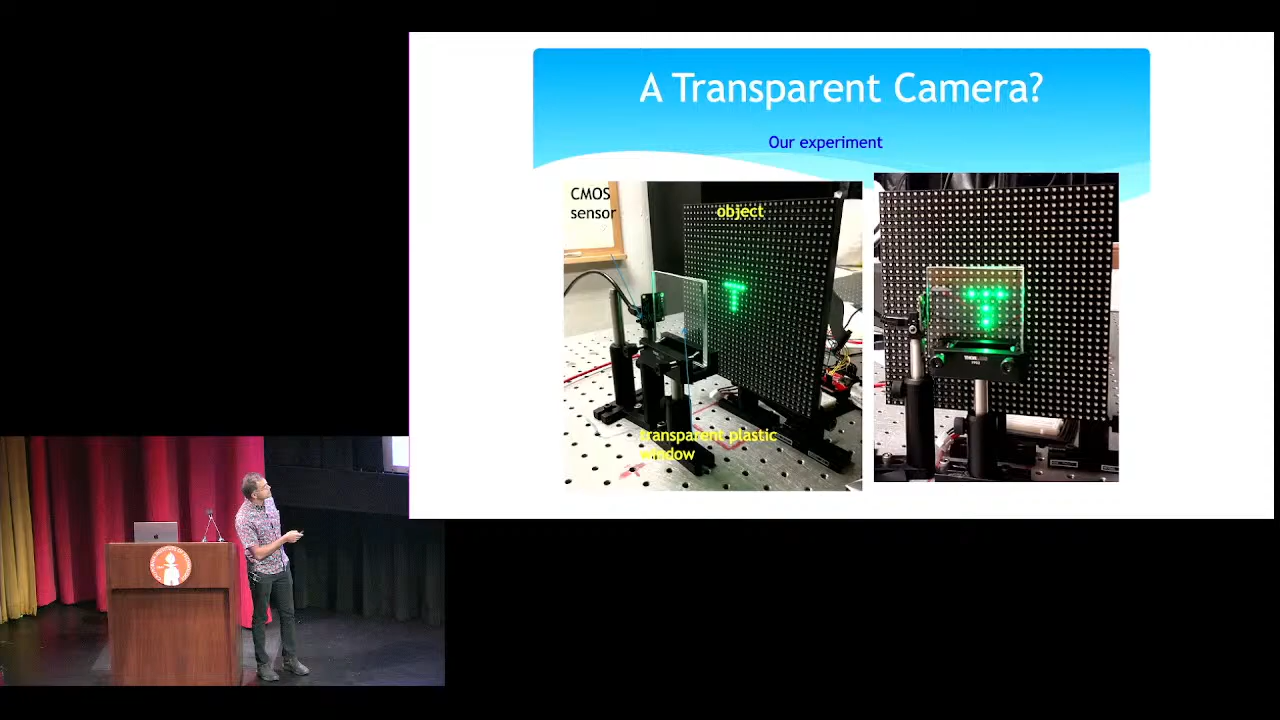 A Transparent Camera?
Our experiment
CMOS
sensor
object
transparent plastic
window